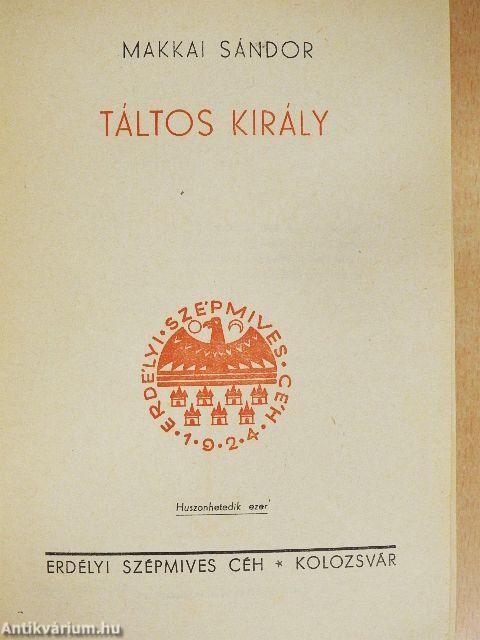 MAKKAI SÁNDOR
TÁLTOS KIRÁLY
ERDÉLYI · SZÉPMIVES · CÉH ·
· 1 · 9 · 2 · 4 ·
Huszonhetedik ezer
ERDÉLYI SZÉPMIVES CÉH * KOLOZSVÁR
Antikvárium.hu